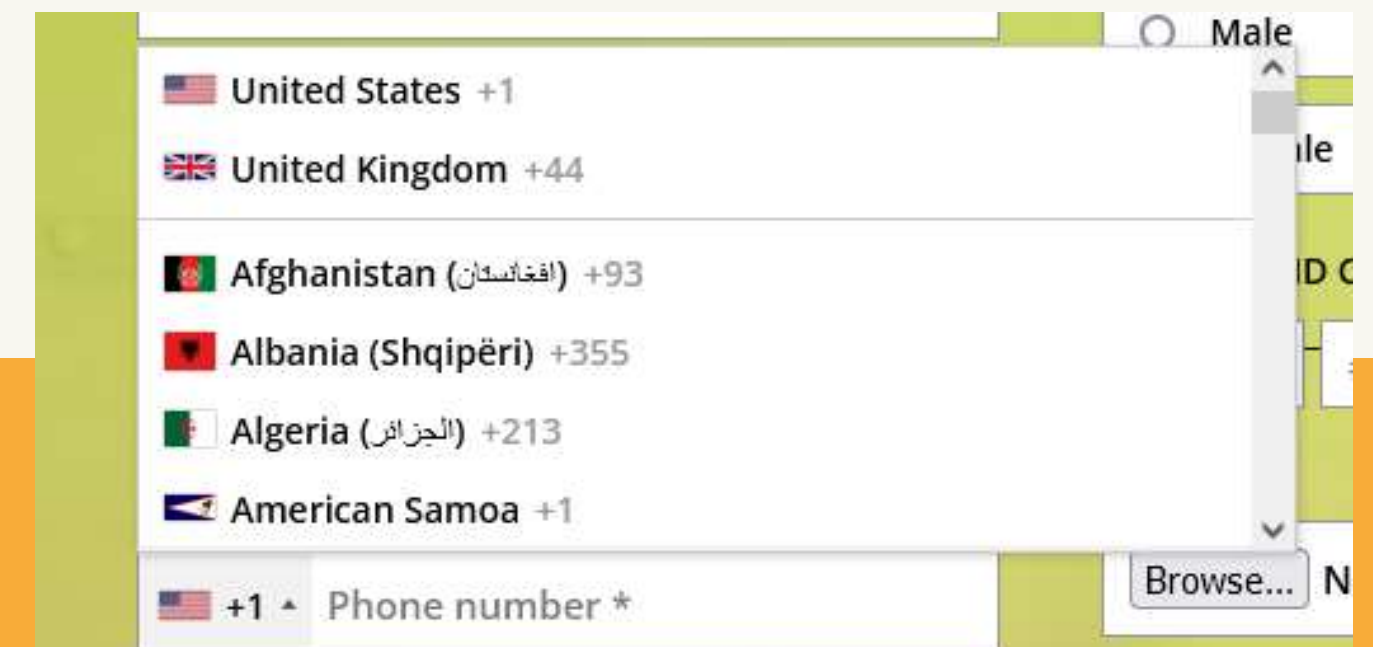 Male
United States +1
United Kingdom +44
Afghanistan (افغانستان) +93
Albania (Shqipëri) +355
Algeria (الجزائر) +213
American Samoa +1
+1 Phone number *
Browse...